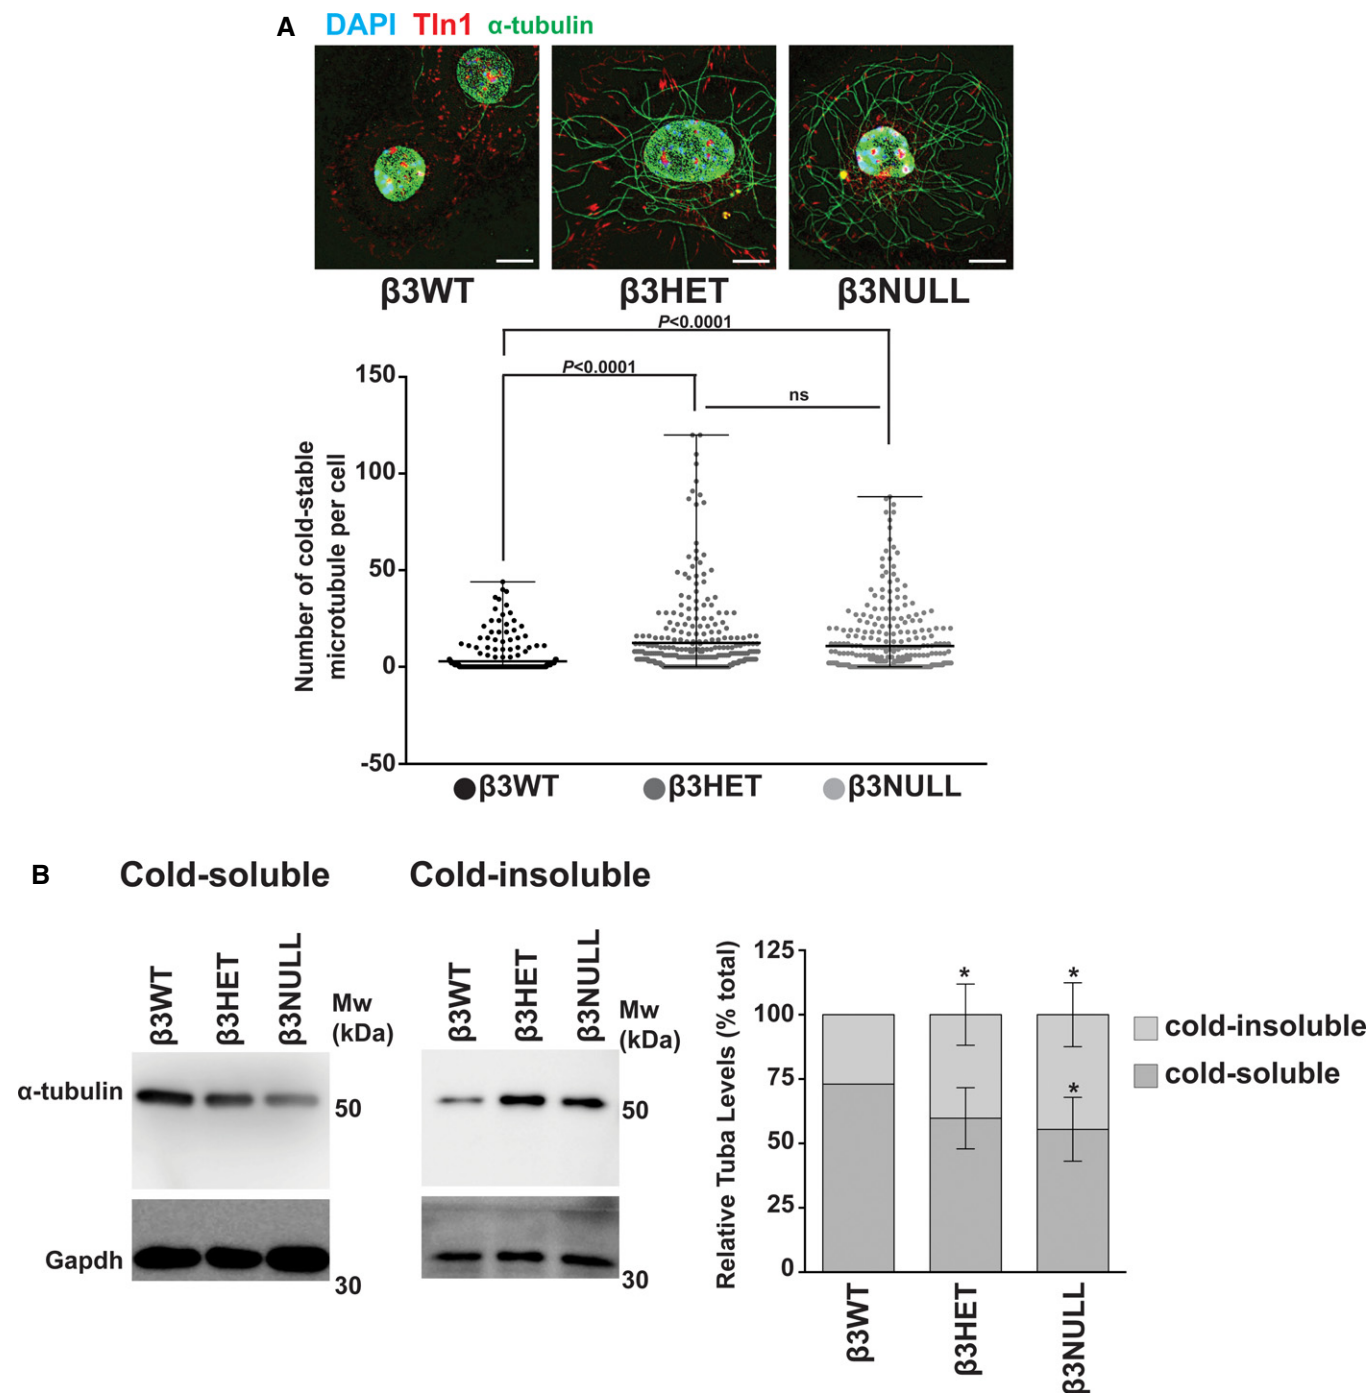 A DAPI Tln1 α-tubulin
β3WT β3HET β3NULL
P<0.0001
P<0.0001
ns
150
100
50
0
-50
Number of cold-stable
microtubule per cell
β3WT β3HET β3NULL
B Cold-soluble Cold-insoluble
β3WT β3HET β3NULL Mw
(kDa)
β3WT β3HET β3NULL Mw
(kDa)
α-tubulin 50 50
Gapdh 30 30
Relative Tuba Levels (% total)
125
100
75
50
25
0
* *
*
cold-insoluble
cold-soluble
β3WT β3HET β3NULL